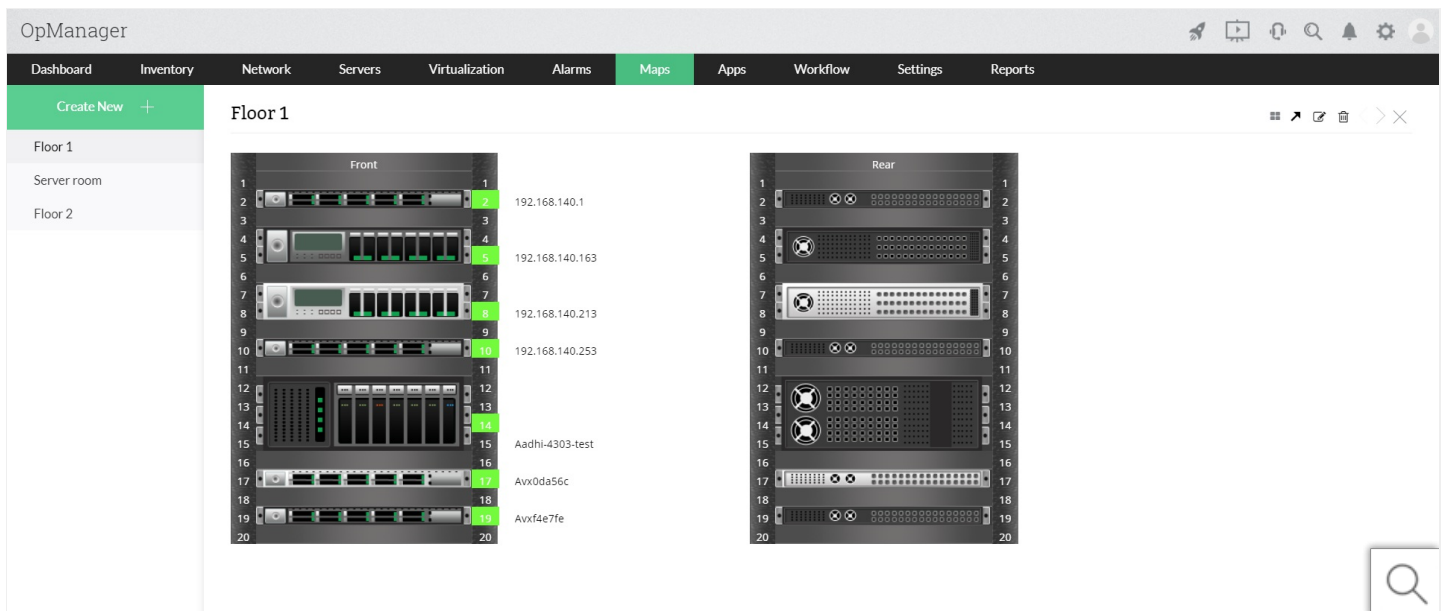 OpManager
Dashboard Inventory Network Servers Virtualization Alarms Maps Apps Workflow Settings Reports
Create New
Floor 1
Server room
Floor 2
Floor 1
Front
1 1
2 2 192.168.140.1
3 3
4 4
5 5 192.168.140.163
6 6
7 7
8 8 192.168.140.213
9 9
10 10 192.168.140.253
11 11
12 12
13 13
14 14
15 15 Aadhi-4303-test
16 16
17 17 Avx0da56c
18 18
19 19 Avxf4e7fe
20 20
Rear
1 1
2 2
3 3
4 4
5 5
6 6
7 7
8 8
9 9
10 10
11 11
12 12
13 13
14 14
15 15
16 16
17 17
18 18
19 19
20 20